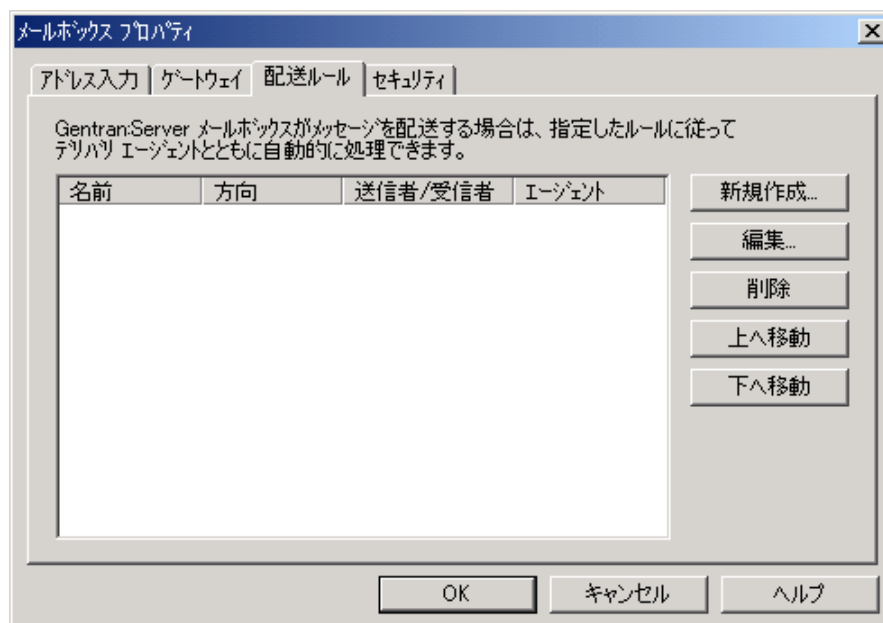 メールボックス プロパティ
アドレス入力 ゲートウェイ 配送ルール セキュリティ
Gentran:Server メールボックスがメッセージを配送する場合は、指定したルールに従って
デリバリ エージェントとともに自動的に処理できます。
名前 方向 送信者/受信者 エージェント
新規作成...
編集...
削除
上へ移動
下へ移動
OK キャンセル ヘルプ